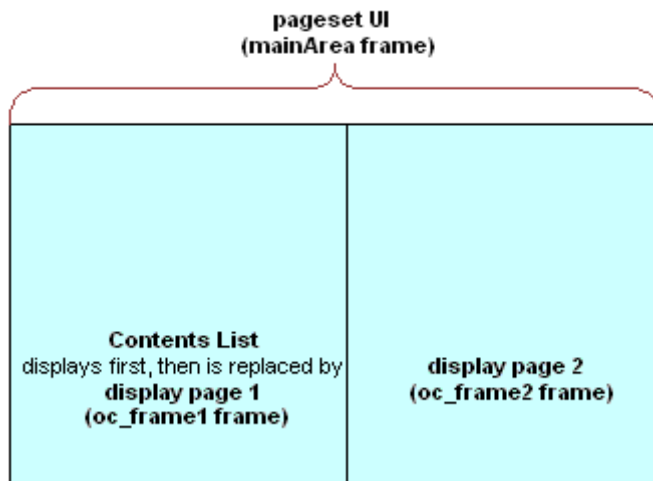 pageset UI
(mainArea frame)
Contents List
displays first, then is replaced by
display page 1
(oc_frame1 frame)
display page 2
(oc_frame2 frame)